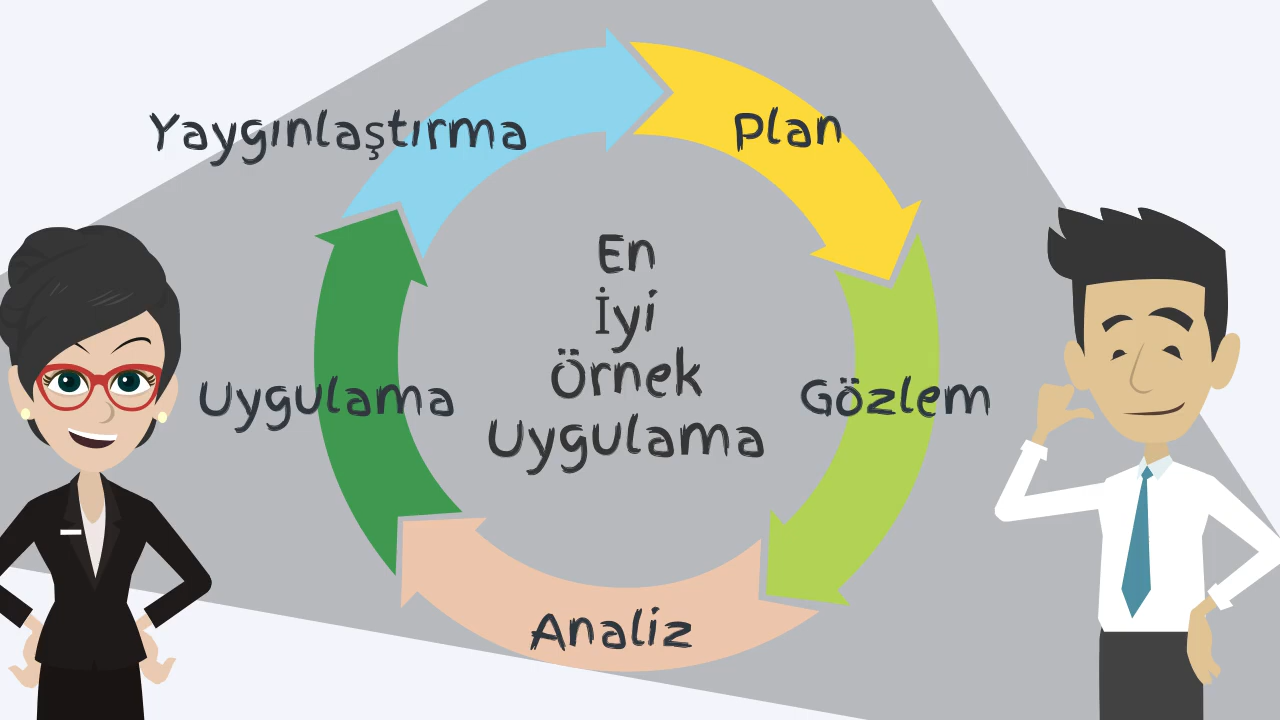 Yaygınlaştırma
Plan
En
İyi
Örnek
Uygulama
Uygulama
Gözlem
Analiz